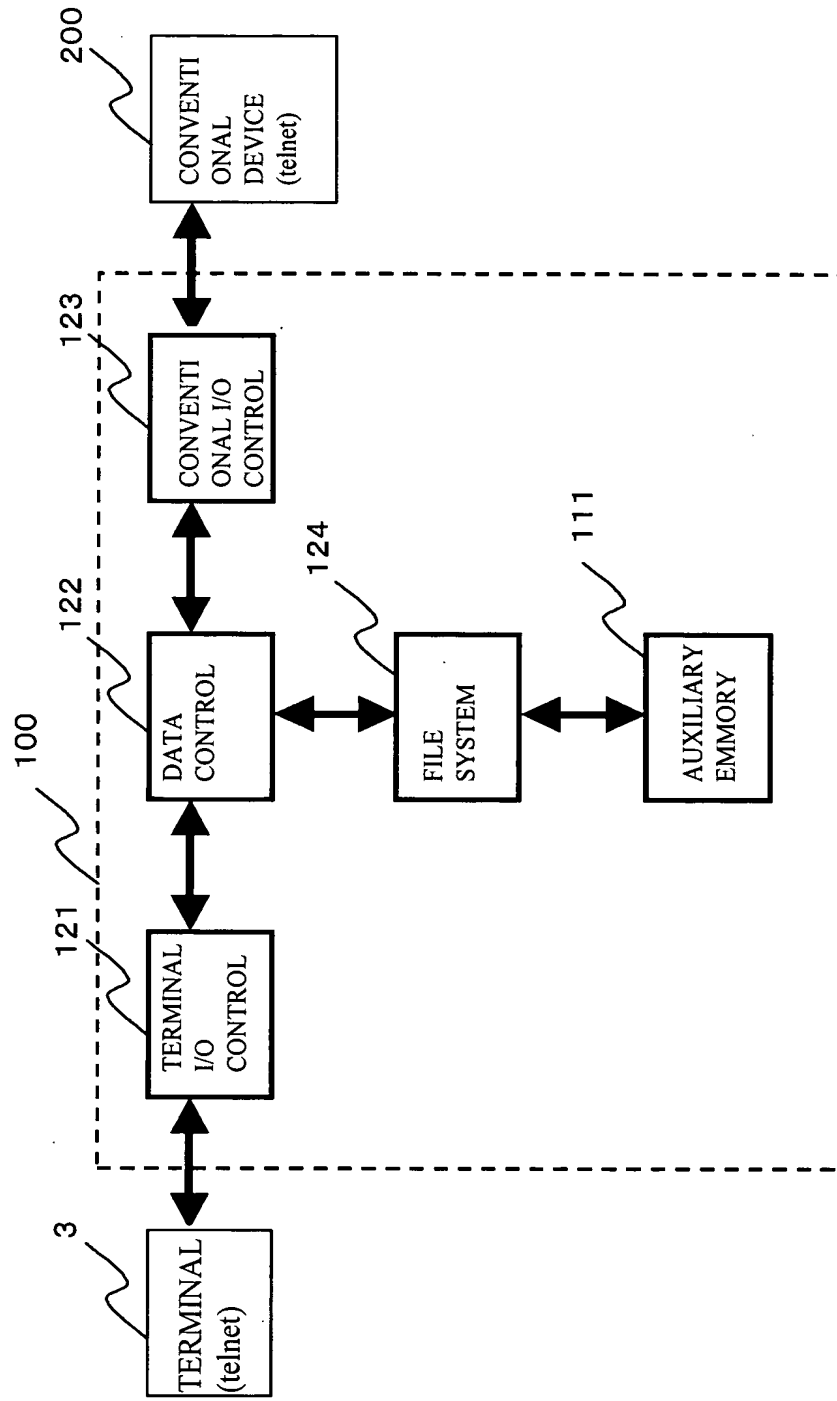 100
3
TERMINAL
(telnet)
121
TERMINAL
I/O
CONTROL
122
DATA
CONTROL
123
CONVENTI
ONAL I/O
CONTROL
200
CONVENTI
ONAL
DEVICE
(telnet)
124
FILE
SYSTEM
111
AUXILIARY
EMMORY